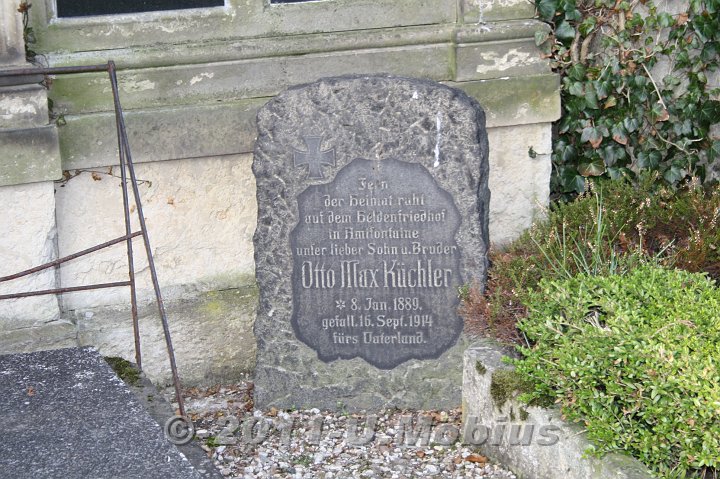 Fern
der Heimat ruht
auf dem Heldenfriedhof
in Amifontaine
unter lieber Sohn u. Bruder
Otto Max Küchler
* 8. Jan. 1889.
gefall. 16. Sept. 1914
fürs Vaterland.
© 2011 U. Möbius